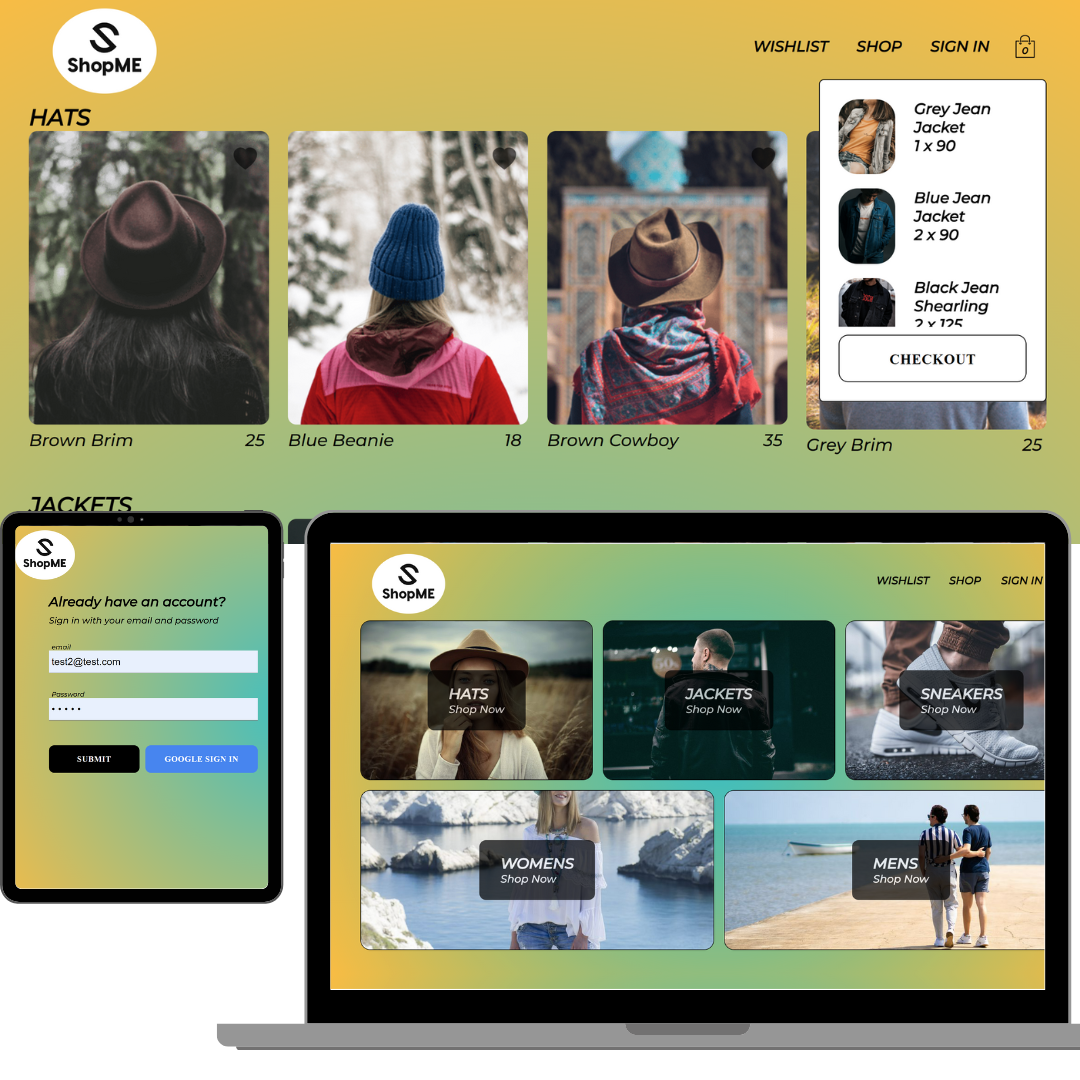 ShopME
WISHLIST SHOP SIGN IN 0
HATS
Grey Jean
Jacket
1 x 90
Blue Jean
Jacket
2 x 90
Black Jean
Shearling
2 x 125
CHECKOUT
Brown Brim 25
Blue Beanie 18
Brown Cowboy 35
Grey Brim 25
JACKETS
ShopME
Already have an account?
Sign in with your email and password
email
test2@test.com
Password
SUBMIT
GOOGLE SIGN IN
ShopME
WISHLIST SHOP SIGN IN
HATS
Shop Now
JACKETS
Shop Now
SNEAKERS
Shop Now
WOMENS
Shop Now
MENS
Shop Now